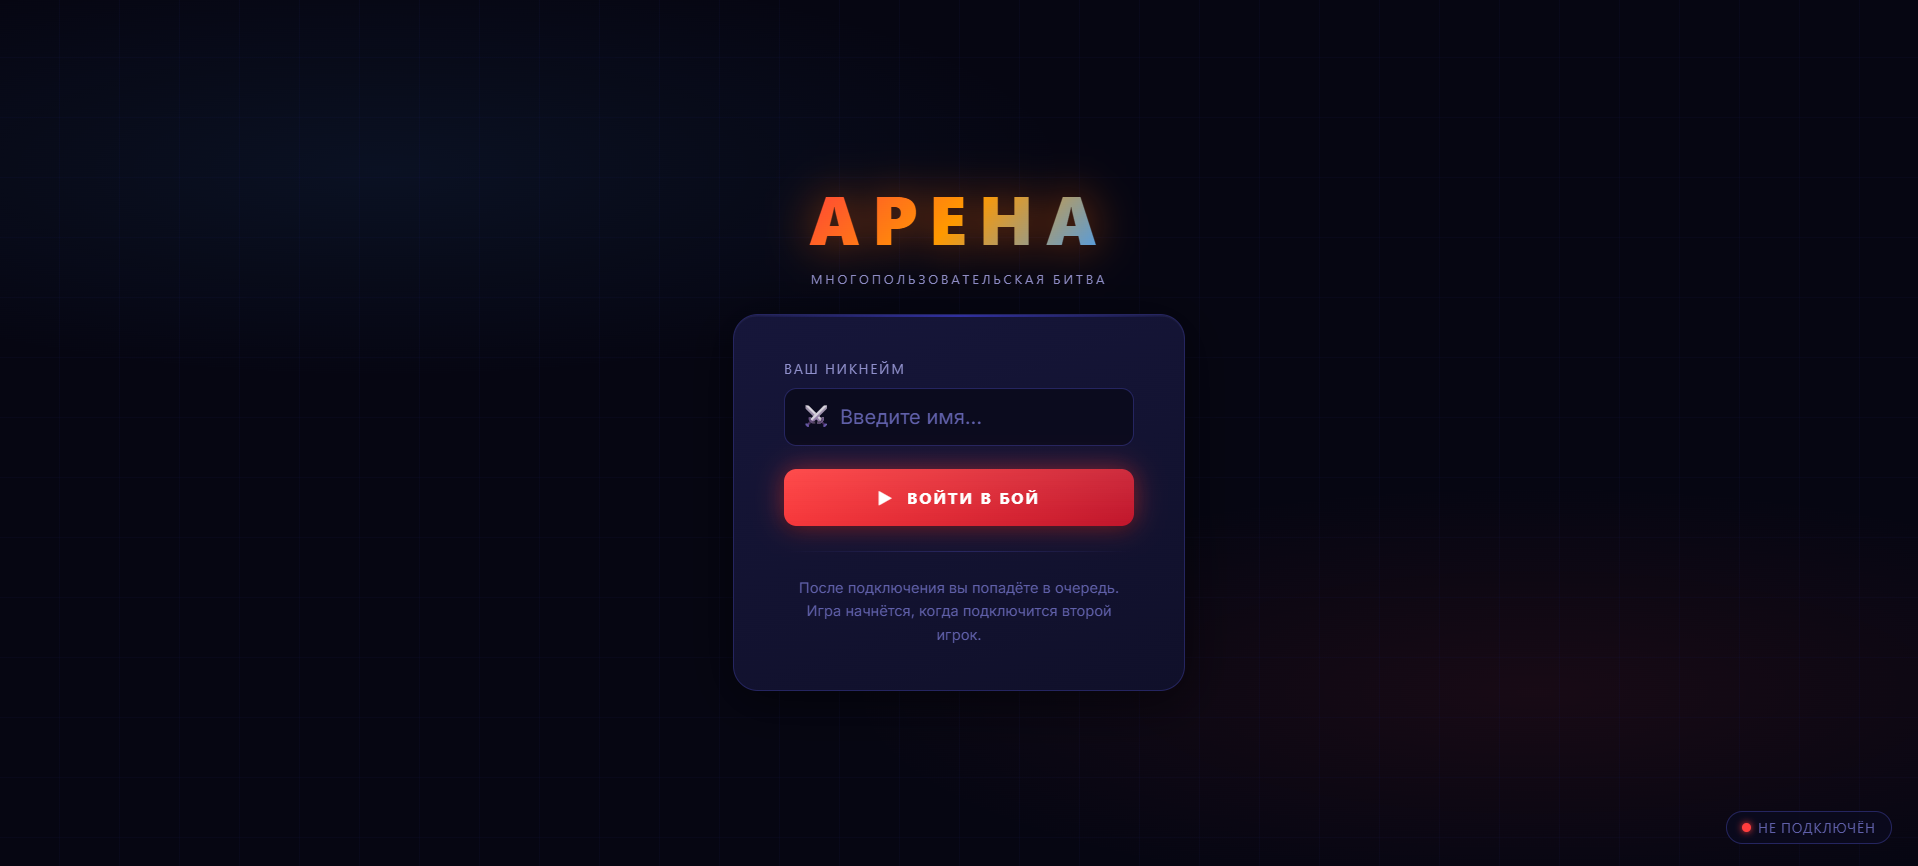 АРЕНА
МНОГОПОЛЬЗОВАТЕЛЬСКАЯ БИТВА
ВАШ НИКНЕЙМ
Введите имя...
ВОЙТИ В БОЙ
После подключения вы попадёте в очередь.
Игра начнётся, когда подключится второй
игрок.
НЕ ПОДКЛЮЧЁН